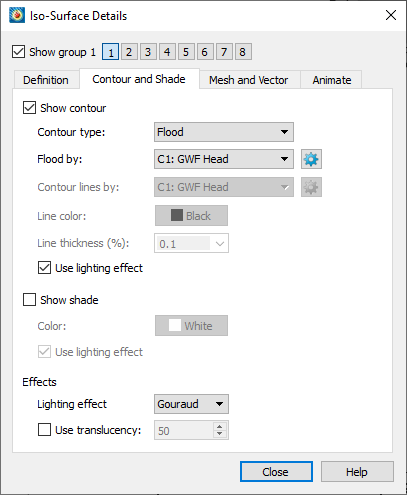 Iso-Surface Details
Show group 1 1 2 3 4 5 6 7 8
Definition Contour and Shade Mesh and Vector Animate
Show contour
Contour type: Flood
Flood by: C1: GWF Head
Contour lines by: C1: GWF Head
Line color: Black
Line thickness (%): 0.1
Use lighting effect
Show shade
Color: White
Use lighting effect
Effects
Lighting effect Gouraud
Use translucency: 50
Close Help